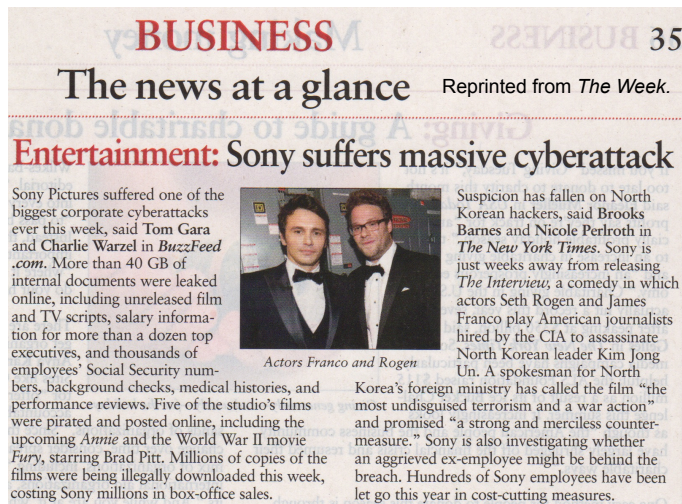 BUSINESS
35
The news at a glance
Reprinted from The Week.
Entertainment: Sony suffers massive cyberattack
Sony Pictures suffered one of the
biggest corporate cyberattacks
ever this week, said Tom Gara
and Charlie Warzel in BuzzFeed
.com. More than 40 GB of
internal documents were leaked
online, including unreleased film
and TV scripts, salary informa-
tion for more than a dozen top
executives, and thousands of
employees' Social Security num-
bers, background checks, medical histories, and
performance reviews. Five of the studio's films
were pirated and posted online, including the
upcoming Annie and the World War II movie
Fury, starring Brad Pitt. Millions of copies of the
films were being illegally downloaded this week,
costing Sony millions in box-office sales.
Actors Franco and Rogen
Suspicion has fallen on North
Korean hackers, said Brooks
Barnes and Nicole Perlroth in
The New York Times. Sony is
just weeks away from releasing
The Interview, a comedy in which
actors Seth Rogen and James
Franco play American journalists
hired by the CIA to assassinate
North Korean leader Kim Jong
Un. A spokesman for North
Korea's foreign ministry has called the film "the
most undisguised terrorism and a war action"
and promised "a strong and merciless counter-
measure." Sony is also investigating whether
an aggrieved ex-employee might be behind the
breach. Hundreds of Sony employees have been
let go this year in cost-cutting measures.